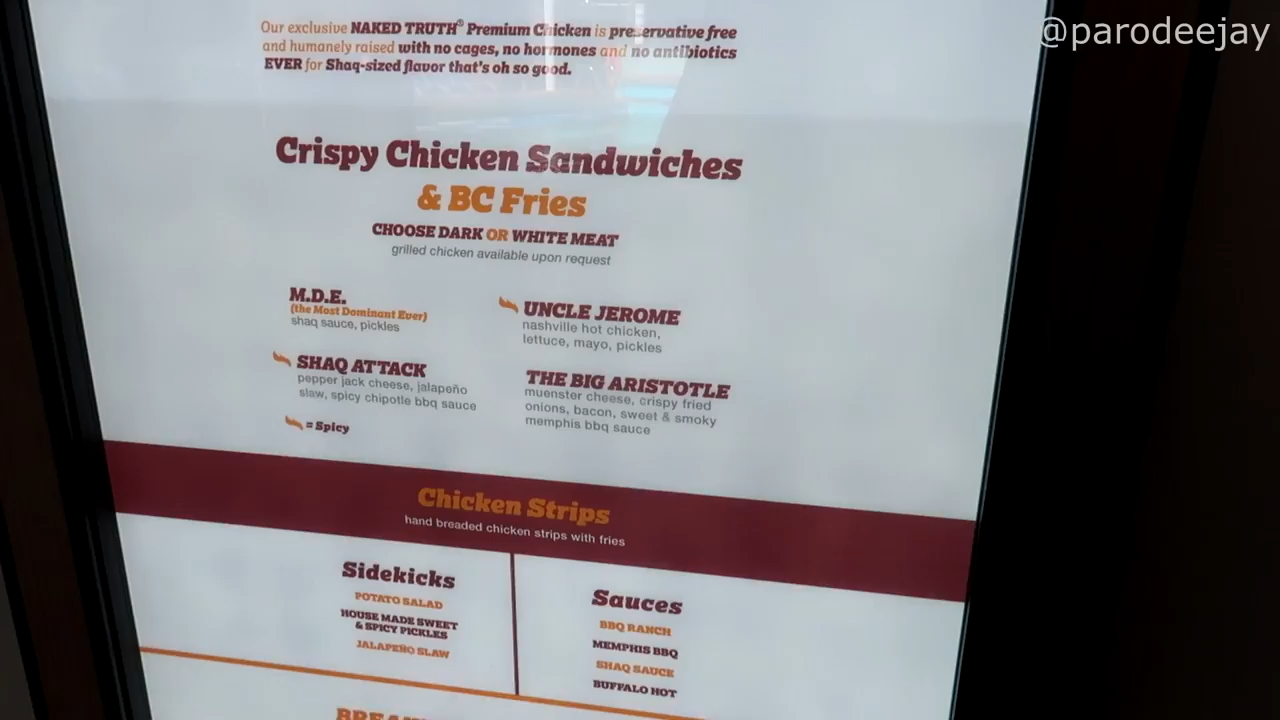 @parodeejay
Our exclusive NAKED TRUTH® Premium Chicken is preservative free
and humanely raised with no cages, no hormones and no antibiotics
EVER for Shaq-sized flavor that's oh so good.
Crispy Chicken Sandwiches
& BC Fries
CHOOSE DARK OR WHITE MEAT
grilled chicken available upon request
M.D.E.
(the Most Dominant Ever)
shaq sauce, pickles
SHAQ ATTACK
pepper jack cheese, jalapeño
slaw, spicy chipotle bbq sauce
= Spicy
UNCLE JEROME
nashville hot chicken,
lettuce, mayo, pickles
THE BIG ARISTOTLE
muenster cheese, crispy fried
onions, bacon, sweet & smoky
memphis bbq sauce
Chicken Strips
hand breaded chicken strips with fries
Sidekicks
POTATO SALAD
HOUSE MADE SWEET
& SPICY PICKLES
JALAPEÑO SLAW
Sauces
BBQ RANCH
MEMPHIS BBQ
SHAQ SAUCE
BUFFALO HOT